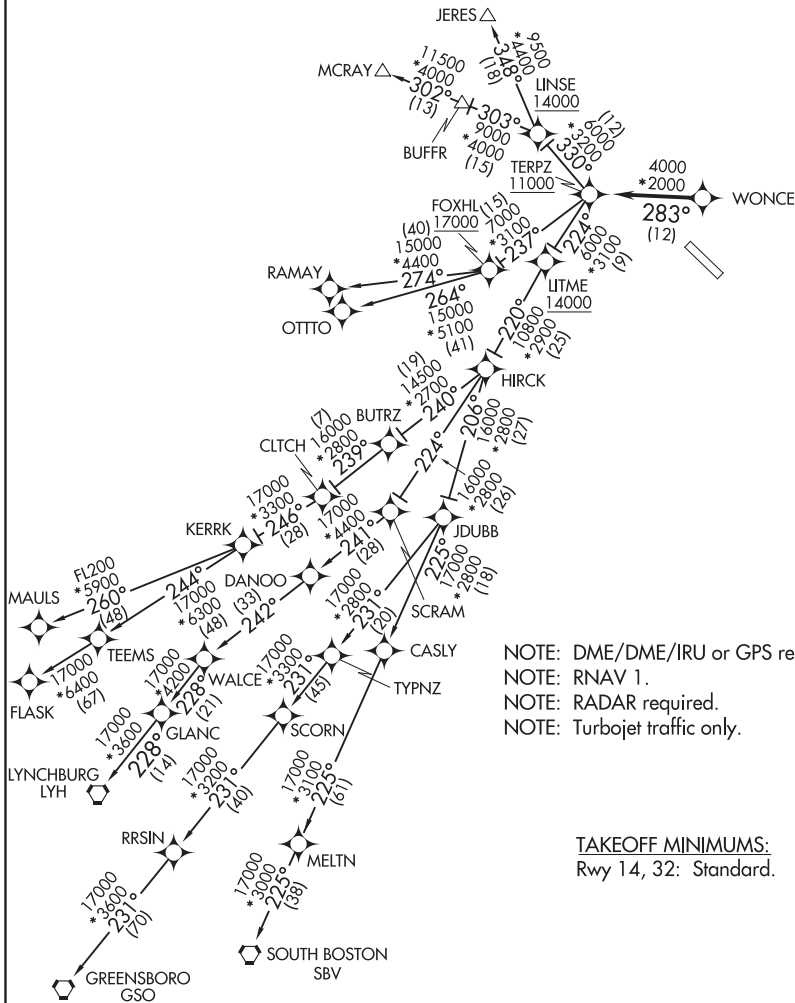 JERES
9500
*4400
348°
(18)
MCRAY
11500
*4000
302°
(13)
LINSE
14000
303°
9000
*4000
(15)
BUFFR
(12)
6000
*3200
330°
TERPZ
11000
4000
*2000
283°
(12)
WONCE
FOXHL
17000
(15)
7000
*3100
237°
224°
6000
*3100
(9)
(40)
15000
*4400
274°
RAMAY
264°
15000
*5100
(41)
OTTTO
LITME
14000
220°
10800
*2900
(25)
HIRCK
(19)
14500
*2700
240°
BUTRZ
206°
16000
*2800
(27)
224°
16000
*2800
(26)
(7)
16000
*2800
239°
CLTCH
17000
*3300
246°
(28)
KERRK
17000
*4400
241°
(28)
JDUBB
SCRAM
FL200
*5900
260°
(48)
MAULS
244°
17000
*6300
(48)
TEEMS
DANOO
(33)
242°
17000
*2800
231°
(20)
225°
17000
*2800
(18)
CASLY
17000
*6400
(67)
FLASK
17000
*4200
228°
(21)
WALCE
17000
*3300
231°
(45)
TYPNZ
17000
*3600
228°
(14)
GLANC
SCORN
LYNCHBURG
LYH
17000
*3200
231°
(40)
17000
*3100
225°
(61)
RRSIN
MELTN
17000
*3600
231°
(70)
17000
*3000
225°
(38)
GREENSBORO
GSO
SOUTH BOSTON
SBV
NOTE: DME/DME/IRU or GPS re
NOTE: RNAV 1.
NOTE: RADAR required.
NOTE: Turbojet traffic only.
TAKEOFF MINIMUMS:
Rwy 14, 32: Standard.